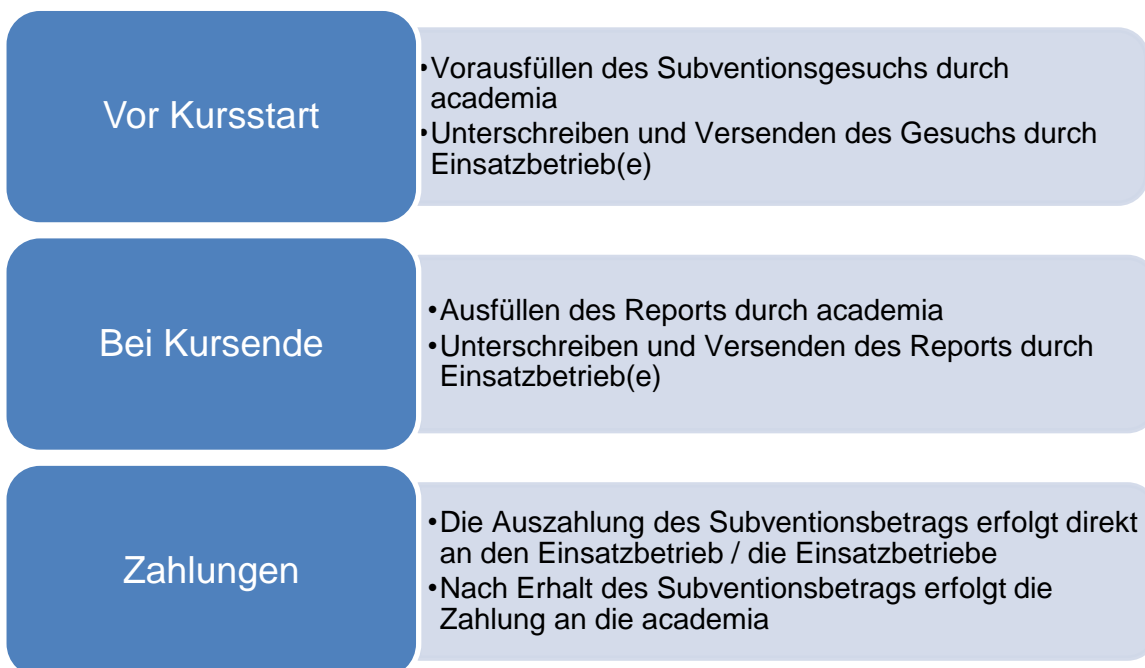 Vor Kursstart
•Vorausfüllen des Subventionsgesuchs durch
academia
•Unterschreiben und Versenden des Gesuchs durch
Einsatzbetrieb(e)
Bei Kursende
•Ausfüllen des Reports durch academia
•Unterschreiben und Versenden des Reports durch
Einsatzbetrieb(e)
Zahlungen
•Die Auszahlung des Subventionsbetrags erfolgt direkt
an den Einsatzbetrieb / die Einsatzbetriebe
•Nach Erhalt des Subventionsbetrags erfolgt die
Zahlung an die academia